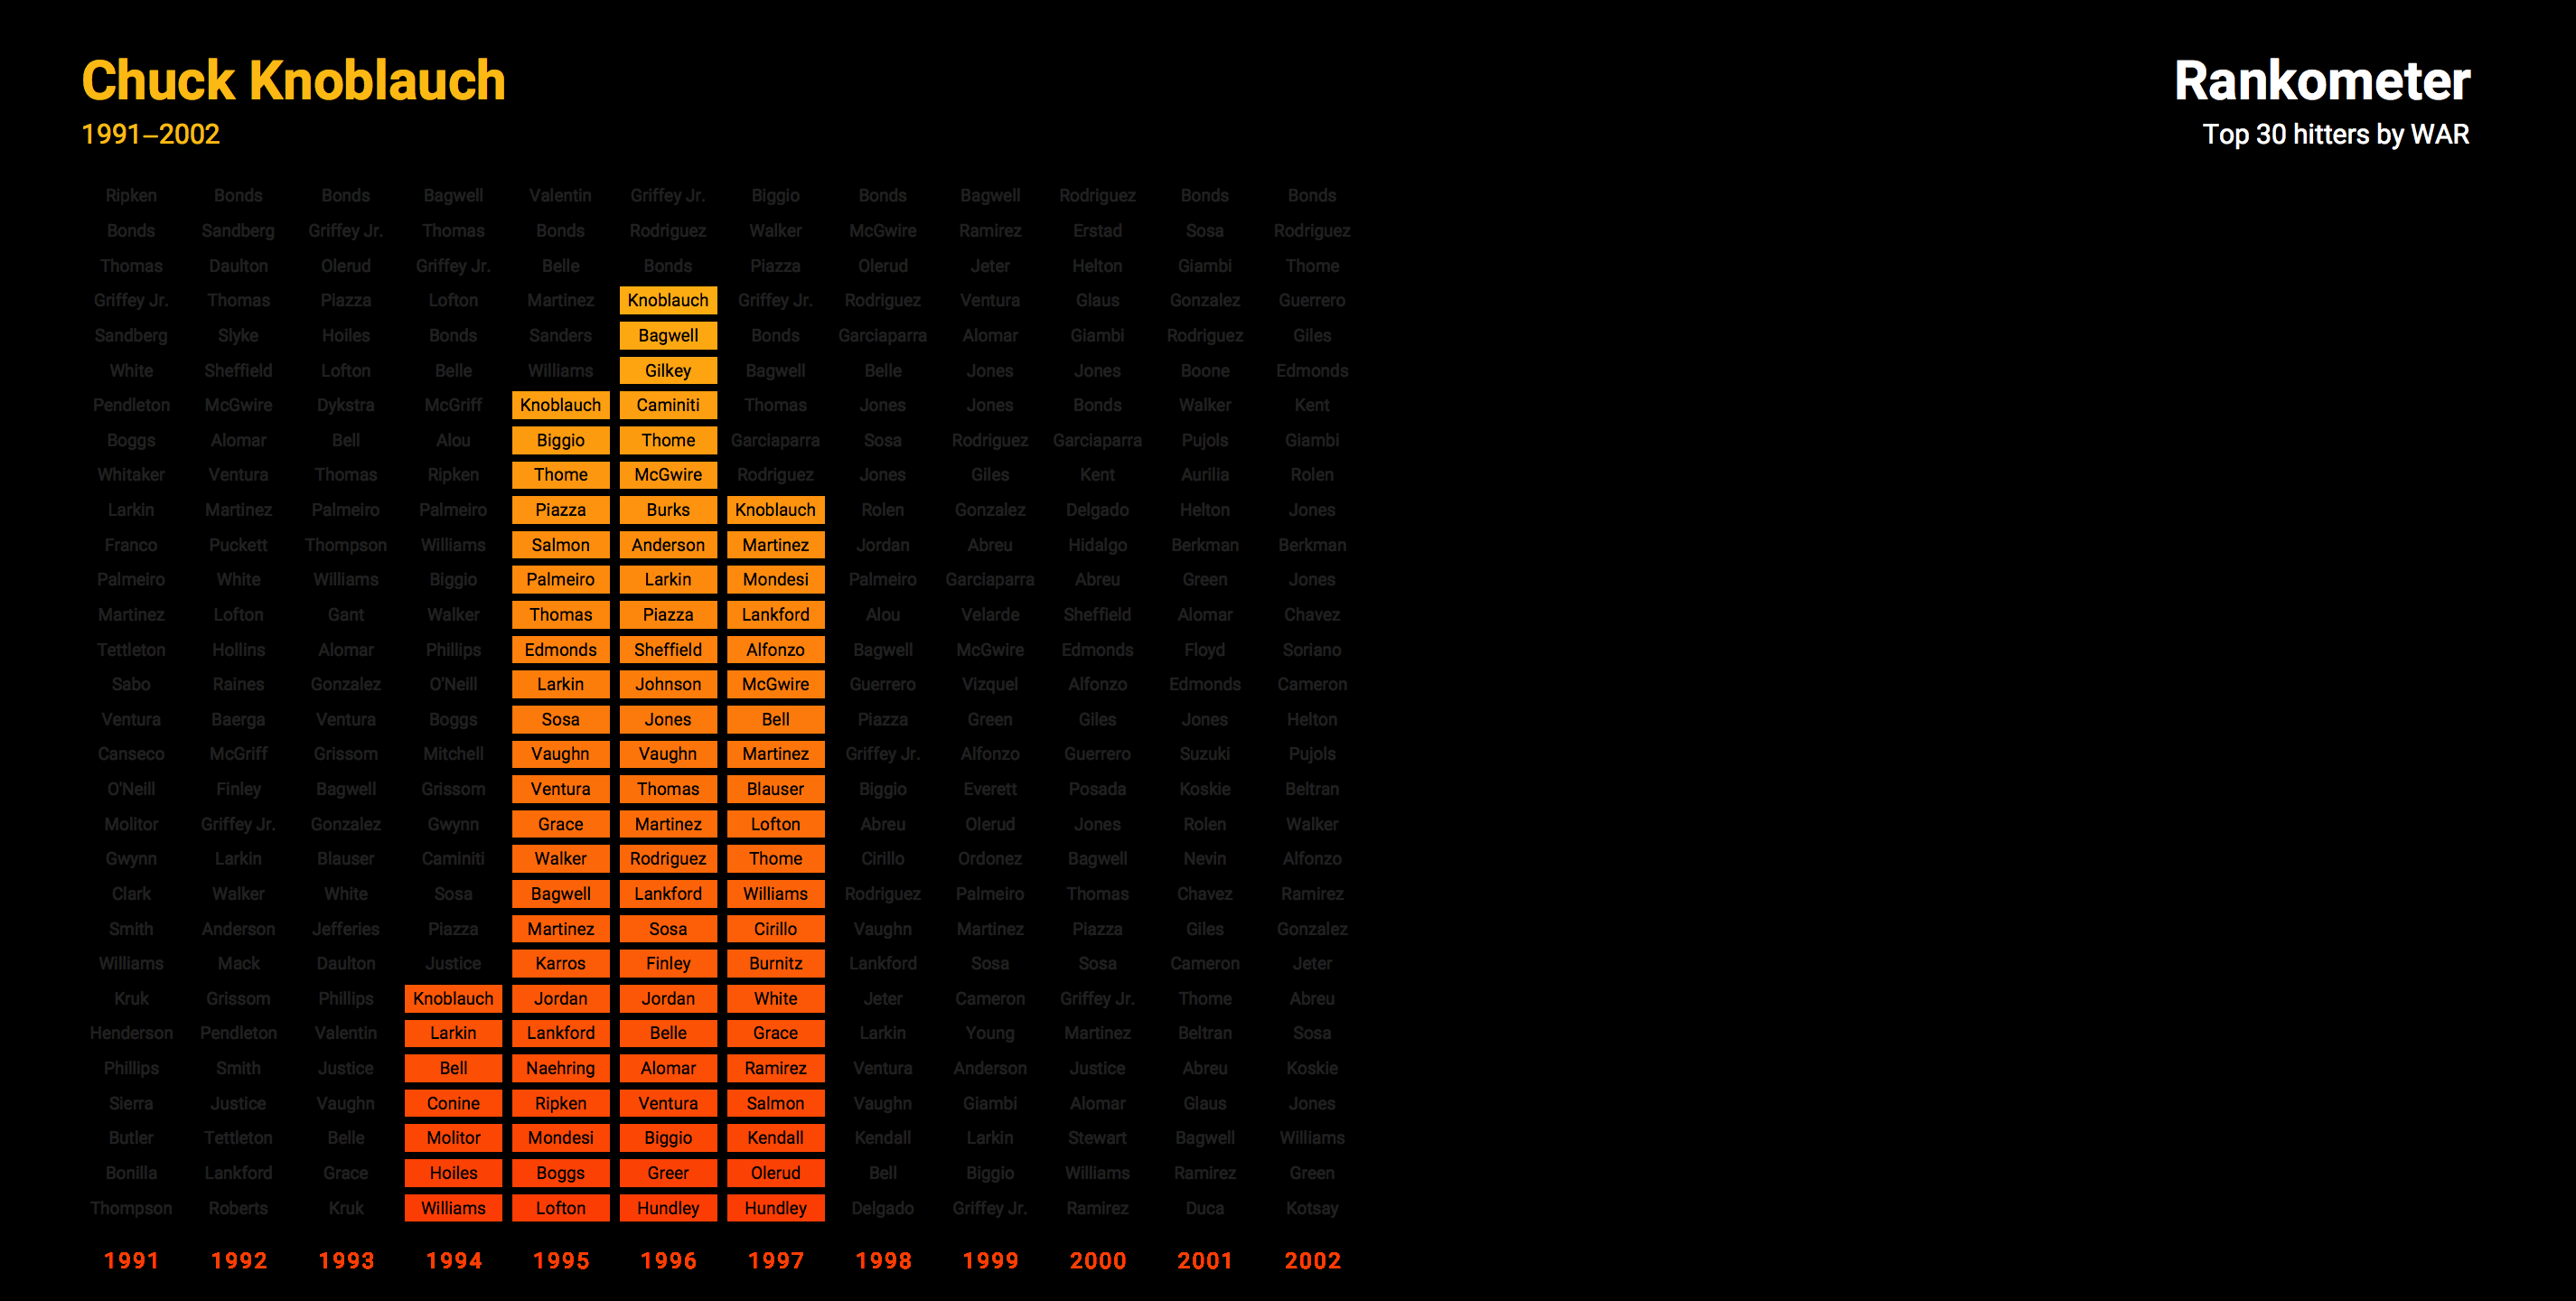 Chuck Knoblauch
1991–2002
Rankometer
Top 30 hitters by WAR
Ripken Bonds Bonds Bagwell Valentin Griffey Jr. Biggio Bonds Bagwell Rodriguez Bonds Bonds
Bonds Sandberg Griffey Jr. Thomas Bonds Rodriguez Walker McGwire Ramirez Erstad Sosa Rodriguez
Thomas Daulton Olerud Griffey Jr. Belle Bonds Piazza Olerud Jeter Helton Giambi Thome
Griffey Jr. Thomas Piazza Lofton Martinez Knoblauch Griffey Jr. Rodriguez Ventura Glaus Gonzalez Guerrero
Sandberg Slyke Hoiles Bonds Sanders Bagwell Bonds Garciaparra Alomar Giambi Rodriguez Giles
White Sheffield Lofton Belle Williams Gilkey Bagwell Belle Jones Jones Boone Edmonds
Pendleton McGwire Dykstra McGriff Knoblauch Caminiti Thomas Jones Jones Bonds Walker Kent
Boggs Alomar Bell Alou Biggio Thome Garciaparra Sosa Rodriguez Garciaparra Pujols Giambi
Whitaker Ventura Thomas Ripken Thome McGwire Rodriguez Jones Giles Kent Aurilia Rolen
Larkin Martinez Palmeiro Palmeiro Piazza Burks Knoblauch Rolen Gonzalez Delgado Helton Jones
Franco Puckett Thompson Williams Salmon Anderson Martinez Jordan Abreu Hidalgo Berkman Berkman
Palmeiro White Williams Biggio Palmeiro Larkin Mondesi Palmeiro Garciaparra Abreu Green Jones
Martinez Lofton Gant Walker Thomas Piazza Lankford Alou Velarde Sheffield Alomar Chavez
Tettleton Hollins Alomar Phillips Edmonds Sheffield Alfonzo Bagwell McGwire Edmonds Floyd Soriano
Sabo Raines Gonzalez O'Neill Larkin Johnson McGwire Guerrero Vizquel Alfonzo Edmonds Cameron
Ventura Baerga Ventura Boggs Sosa Jones Bell Piazza Green Giles Jones Helton
Canseco McGriff Grissom Mitchell Vaughn Vaughn Martinez Griffey Jr. Alfonzo Guerrero Suzuki Pujols
O'Neill Finley Bagwell Grissom Ventura Thomas Blauser Biggio Everett Posada Koskie Beltran
Molitor Griffey Jr. Gonzalez Gwynn Grace Martinez Lofton Abreu Olerud Jones Rolen Walker
Gwynn Larkin Blauser Caminiti Walker Rodriguez Thome Cirillo Ordonez Bagwell Nevin Alfonzo
Clark Walker White Sosa Bagwell Lankford Williams Rodriguez Palmeiro Thomas Chavez Ramirez
Smith Anderson Jefferies Piazza Martinez Sosa Cirillo Vaughn Martinez Piazza Giles Gonzalez
Williams Mack Daulton Justice Karros Finley Burnitz Lankford Sosa Sosa Cameron Jeter
Kruk Grissom Phillips Knoblauch Jordan Jordan White Jeter Cameron Griffey Jr. Thome Abreu
Henderson Pendleton Valentin Larkin Lankford Belle Grace Larkin Young Martinez Beltran Sosa
Phillips Smith Justice Bell Naehring Alomar Ramirez Ventura Anderson Justice Abreu Koskie
Sierra Justice Vaughn Conine Ripken Ventura Salmon Vaughn Giambi Alomar Glaus Jones
Butler Tettleton Belle Molitor Mondesi Biggio Kendall Kendall Larkin Stewart Bagwell Williams
Bonilla Lankford Grace Hoiles Boggs Greer Olerud Bell Biggio Williams Ramirez Green
Thompson Roberts Kruk Williams Lofton Hundley Hundley Delgado Griffey Jr. Ramirez Duca Kotsay
1991 1992 1993 1994 1995 1996 1997 1998 1999 2000 2001 2002